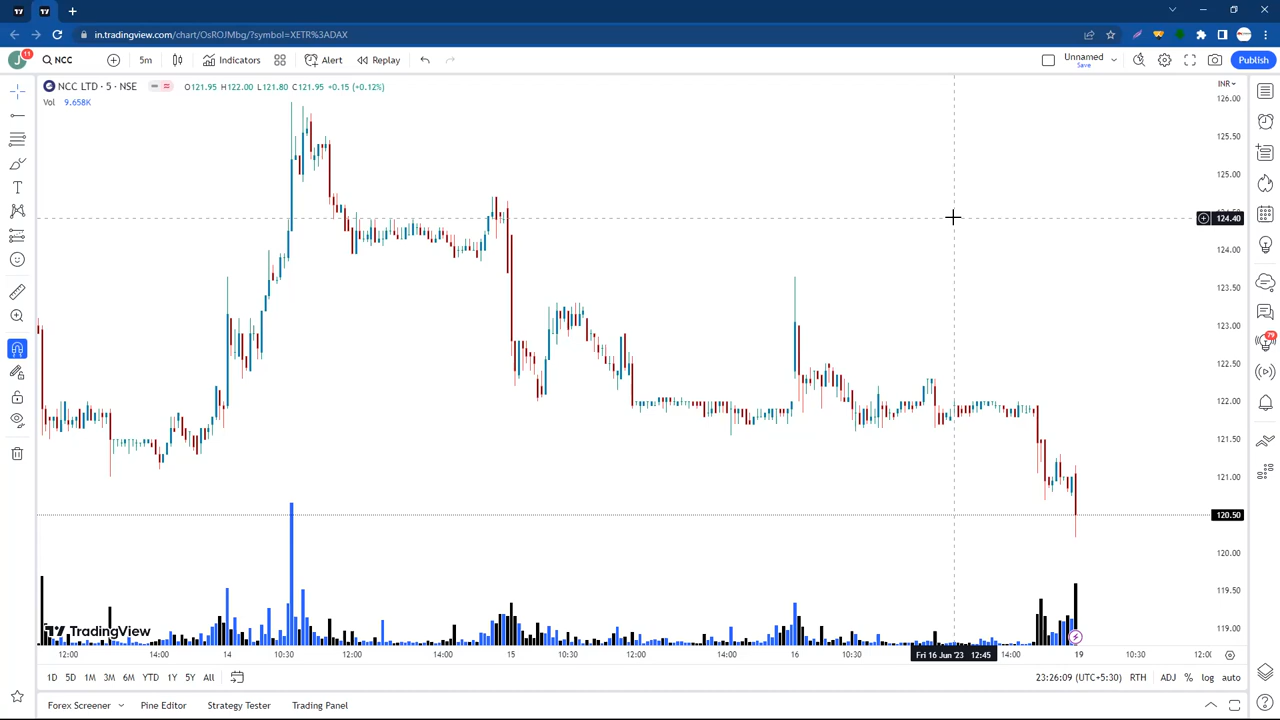 in.tradingview.com/chart/OsROJMbg/?symbol=XETR%3ADAX
J 11 NCC 5m Indicators Alert Replay Unnamed Save Publish
NCC LTD · 5 · NSE O121.95 H122.00 L121.80 C121.95 +0.15 (+0.12%) INR
Vol 9.658K
126.00
125.50
125.00
124.40
124.00
123.50
123.00
122.50
122.00
121.50
121.00
120.50
120.00
119.50
119.00
79
TradingView
12:00 14:00 14 10:30 12:00 14:00 15 10:30 12:00 14:00 16 10:30 Fri 16 Jun '23 12:45 14:00 19 10:30 12:0
1D 5D 1M 3M 6M YTD 1Y 5Y All 23:26:09 (UTC+5:30) RTH ADJ % log auto
Forex Screener Pine Editor Strategy Tester Trading Panel